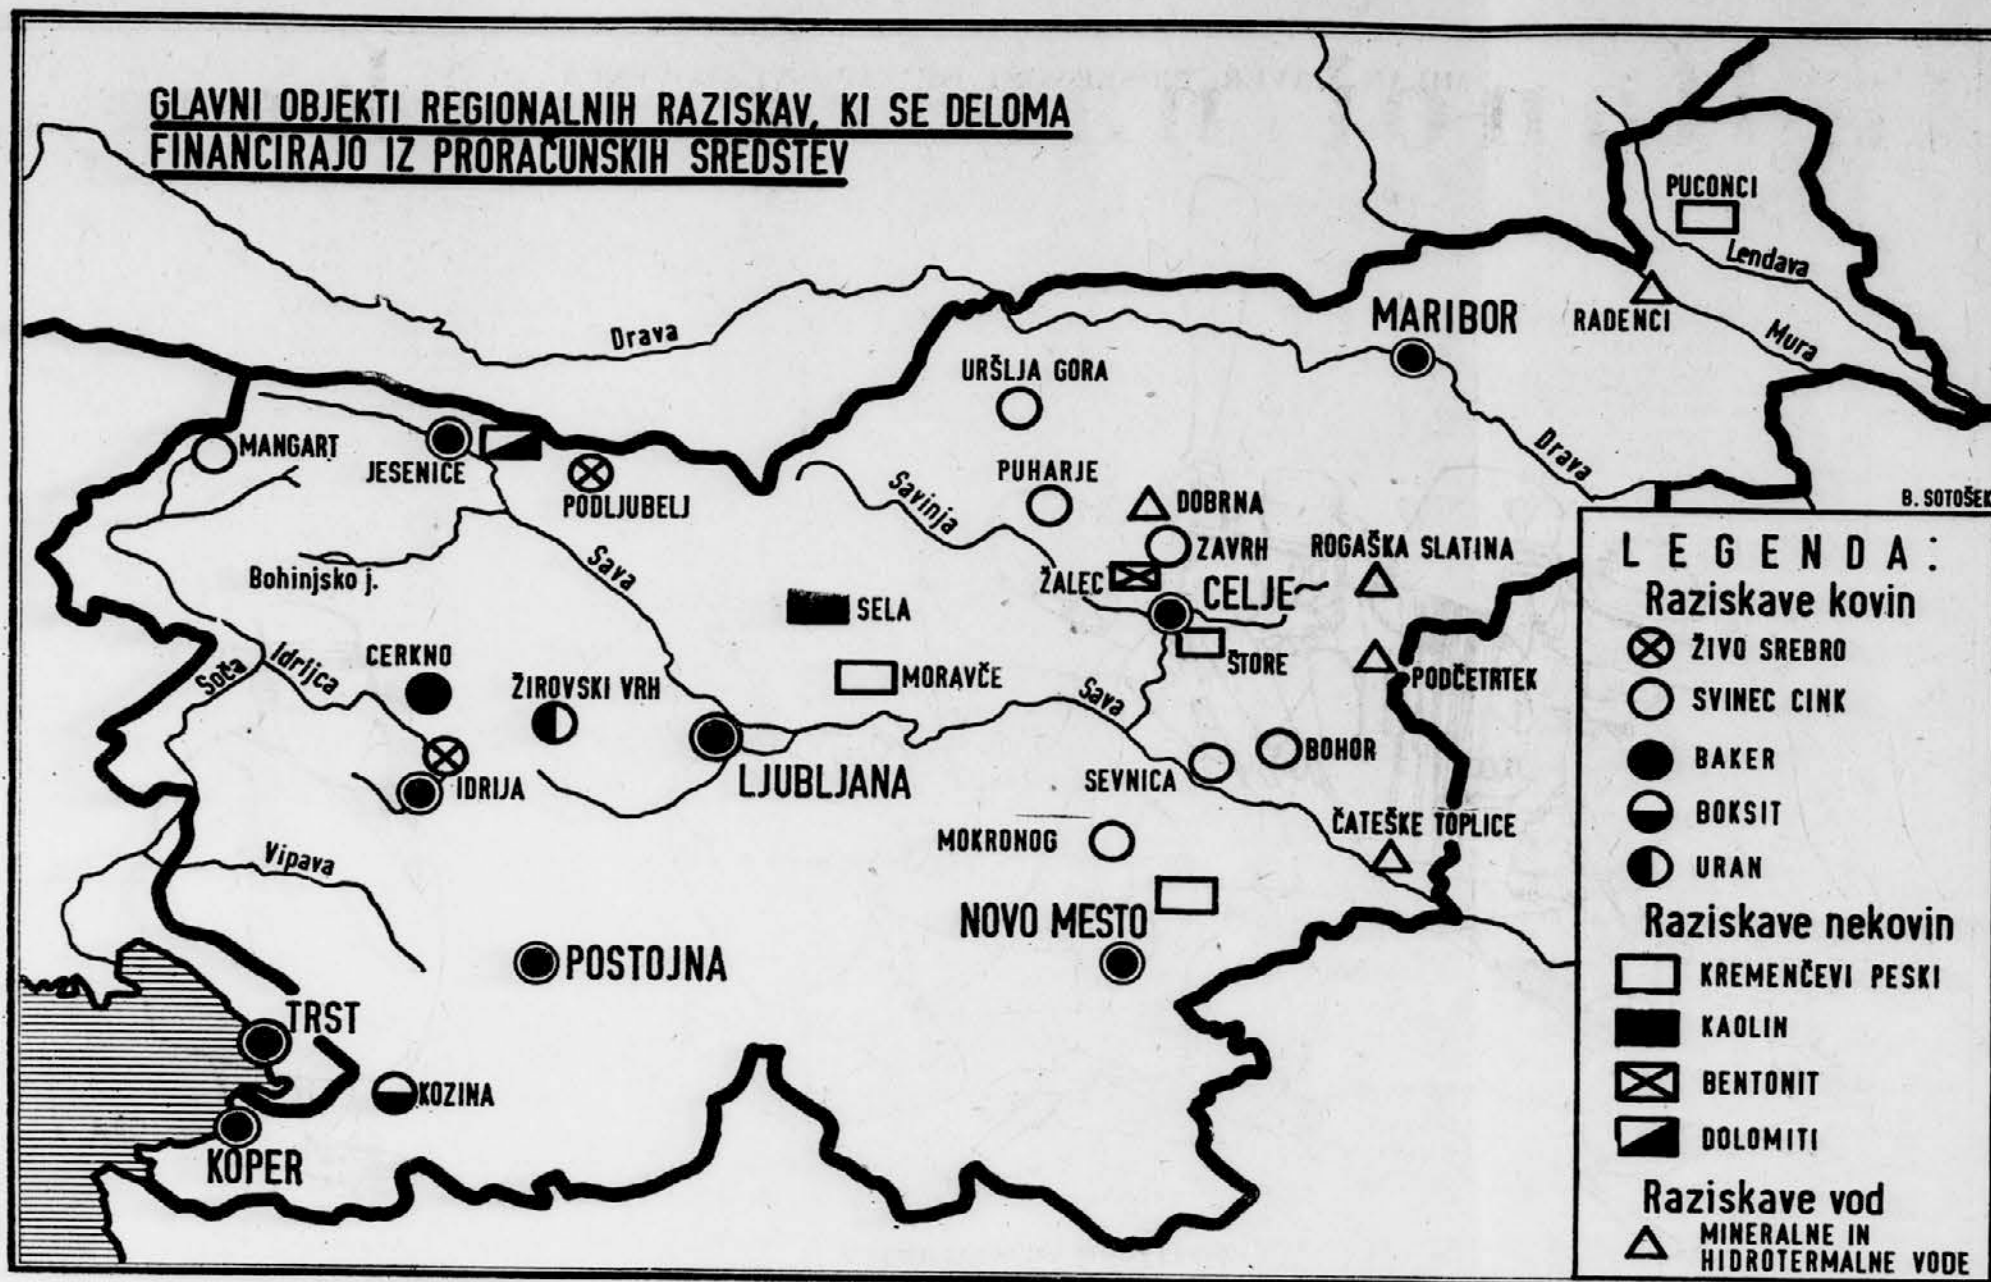 GLAVNI OBJEKTI REGIONALNIH RAZISKAV, KI SE DELOMA
FINANCIRAJO IZ PRORAČUNSKIH SREDSTEV
PUCONCI
Lendava
RADENCI
Mura
MARIBOR
Drava
Drava
URŠLJA GORA
MANGART
JESENICE
PODLJUBELJ
PUHARJE
Savinja
DOBRNA
ZAVRH
ROGAŠKA SLATINA
ŽALEC
CELJE
Bohinjsko j.
Sava
SELA
ŠTORE
PODČETRTEK
Soča
Idrijca
CERKNO
ŽIROVSKI VRH
MORAVČE
Sava
IDRIJA
LJUBLJANA
SEVNICA
BOHOR
MOKRONOG
ČATEŠKE TOPLICE
Vipava
NOVO MESTO
POSTOJNA
TRST
KOZINA
KOPER
B. SOTOŠEK
LEGENDA:
Raziskave kovin
ŽIVO SREBRO
SVINEC CINK
BAKER
BOKSIT
URAN
Raziskave nekovin
KREMENČEVI PESKI
KAOLIN
BENTONIT
DOLOMITI
Raziskave vod
MINERALNE IN
HIDROTERMALNE VODE